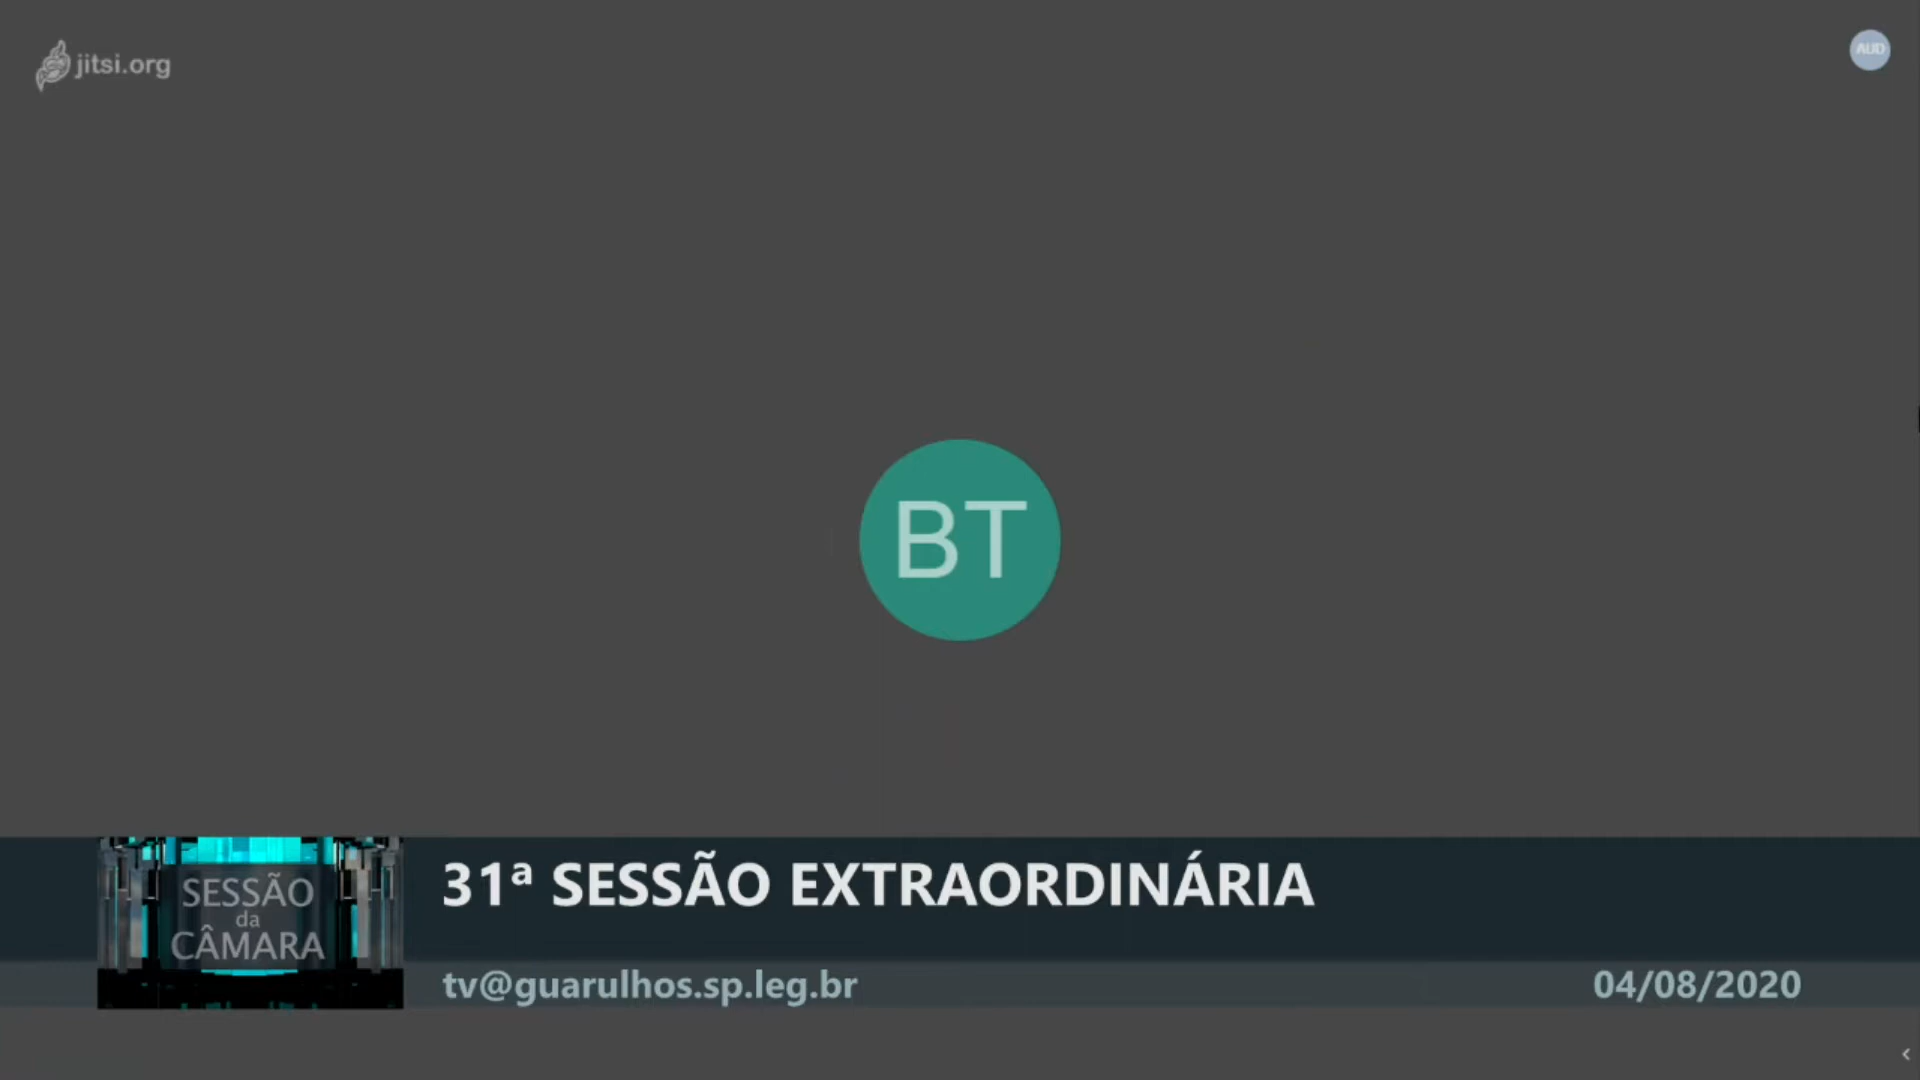 jitsi.org
AUD
BT
31ª SESSÃO EXTRAORDINÁRIA
SESSÃO
da
CÂMARA
tv@guarulhos.sp.leg.br
04/08/2020